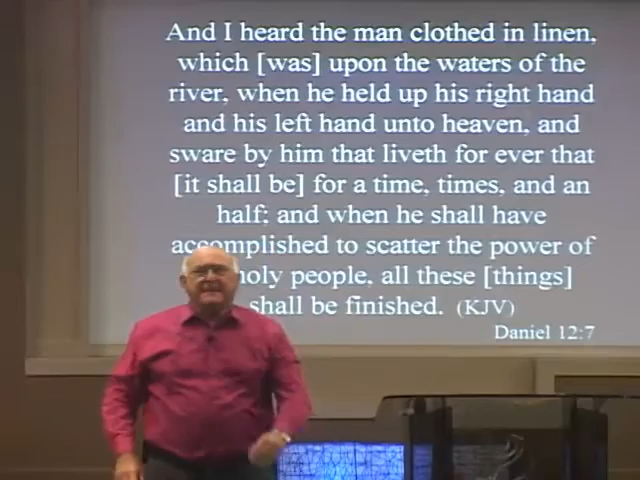 And I heard the man clothed in linen,
which [was] upon the waters of the
river, when he held up his right hand
and his left hand unto heaven, and
sware by him that liveth for ever that
[it shall be] for a time, times, and an
half; and when he shall have
accomplished to scatter the power of
holy people, all these [things]
shall be finished. (KJV)
Daniel 12:7